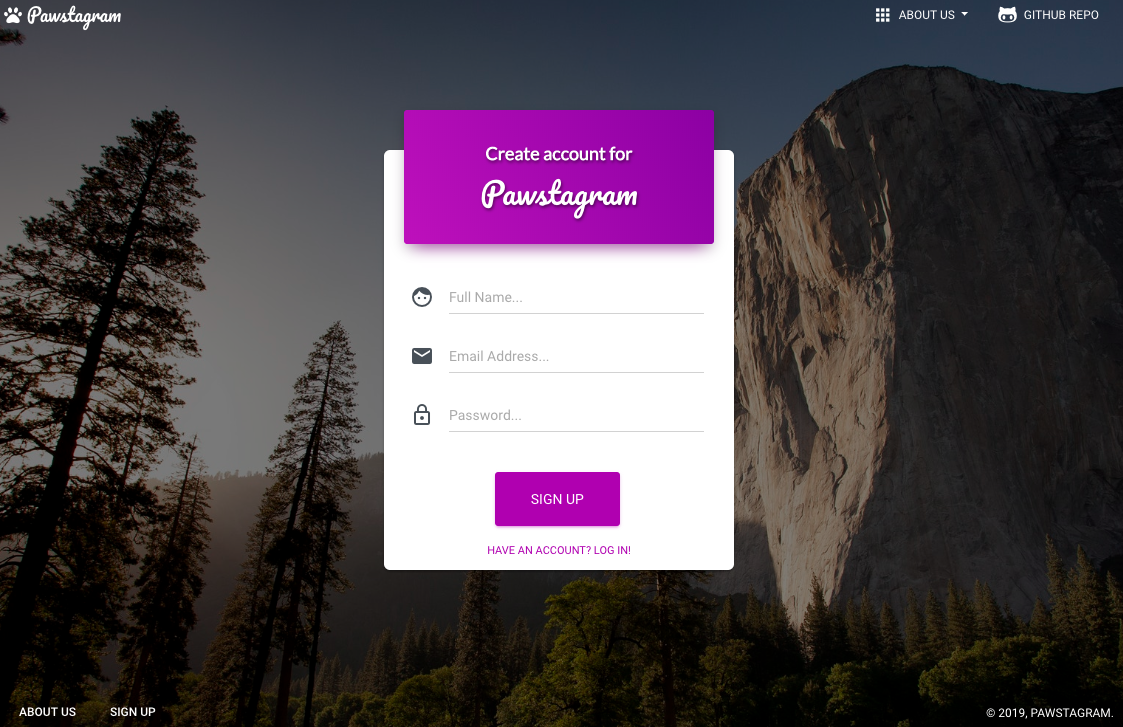 Pawstagram
ABOUT US
GITHUB REPO
Create account for
Pawstagram
Full Name...
Email Address...
Password...
SIGN UP
HAVE AN ACCOUNT? LOG IN!
ABOUT US
SIGN UP
© 2019, PAWSTAGRAM.